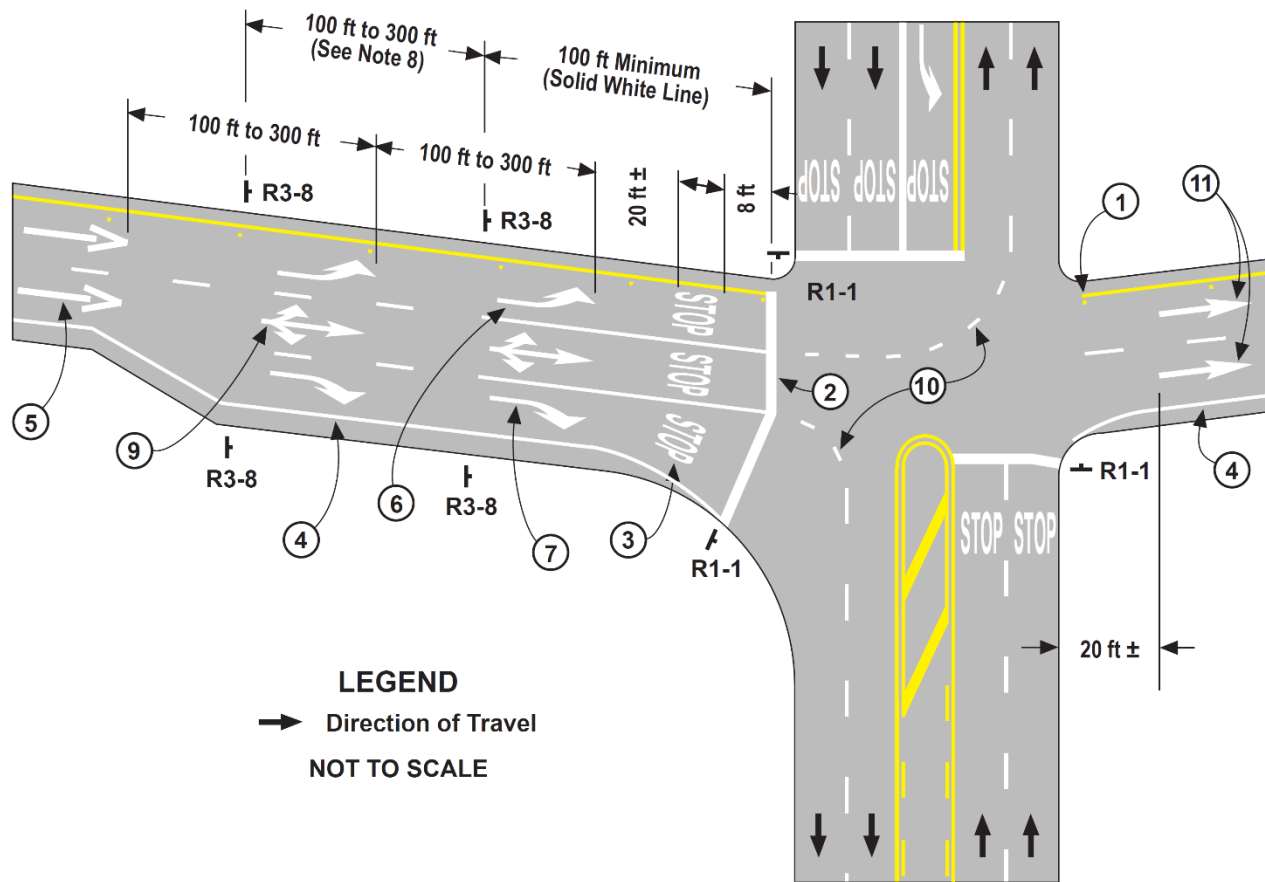 100 ft to 300 ft
(See Note 8)
100 ft Minimum
(Solid White Line)
100 ft to 300 ft
100 ft to 300 ft
20 ft ±
8 ft
STOP
STOP
STOP
R3-8
R3-8
R1-1
11
1
STOP
STOP
STOP
2
10
5
9
6
4
R3-8
R3-8
7
3
R1-1
R1-1
4
STOP
STOP
20 ft ±
LEGEND
Direction of Travel
NOT TO SCALE